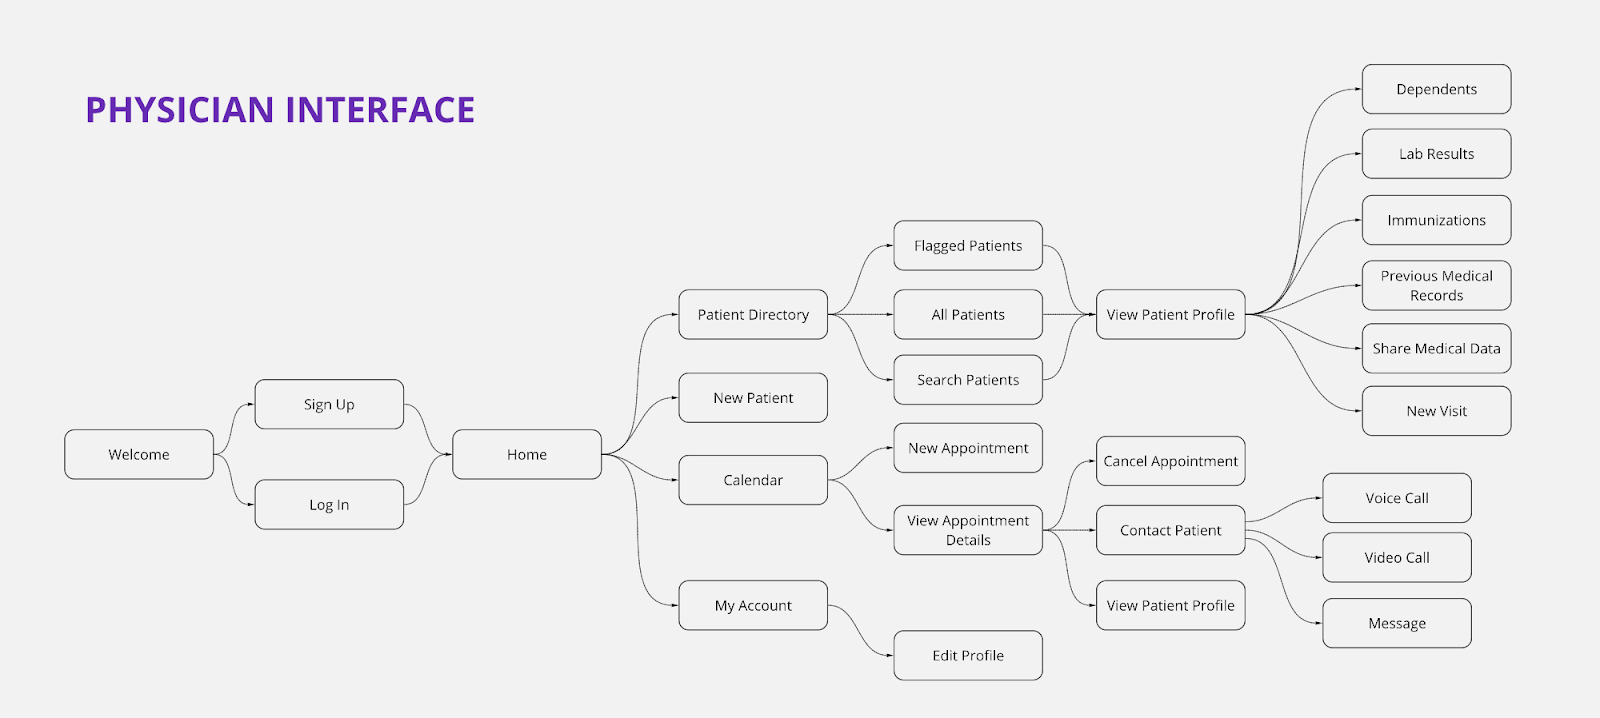 PHYSICIAN INTERFACE
Welcome
Sign Up
Log In
Home
Patient Directory
New Patient
Calendar
My Account
Flagged Patients
All Patients
Search Patients
New Appointment
View Appointment
Details
Edit Profile
View Patient Profile
Cancel Appointment
Contact Patient
View Patient Profile
Dependents
Lab Results
Immunizations
Previous Medical
Records
Share Medical Data
New Visit
Voice Call
Video Call
Message